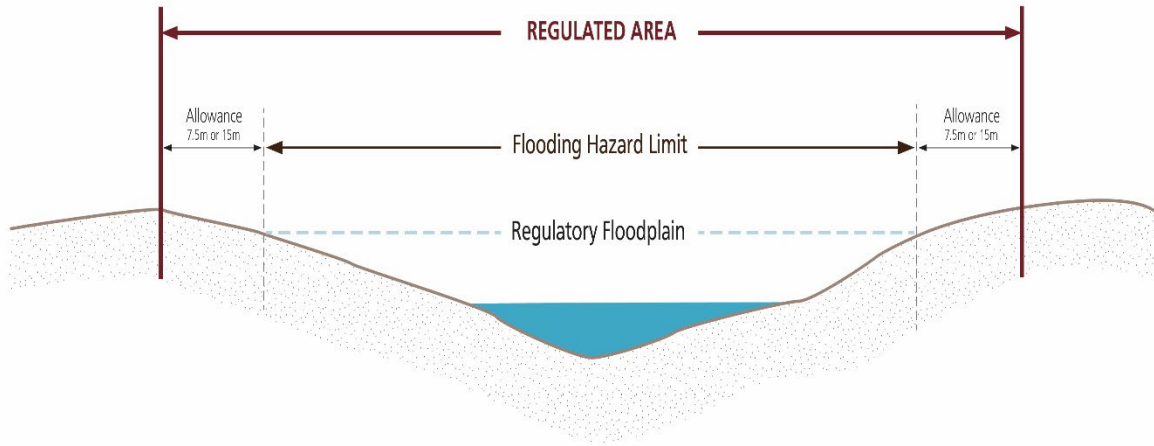 REGULATED AREA
Allowance
7.5m or 15m
Allowance
7.5m or 15m
Flooding Hazard Limit
Regulatory Floodplain